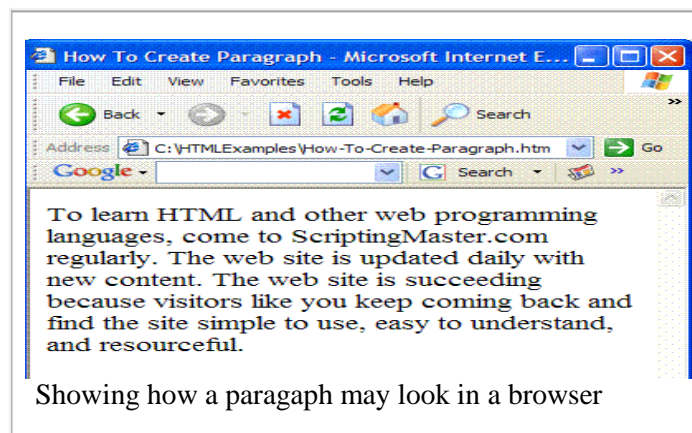 How To Create Paragraph - Microsoft Internet E...
File Edit View Favorites Tools Help
Back Search
Address C:\HTMLExamples\How-To-Create-Paragraph.htm Go
Google Search
To learn HTML and other web programming
languages, come to ScriptingMaster.com
regularly. The web site is updated daily with
new content. The web site is succeeding
because visitors like you keep coming back and
find the site simple to use, easy to understand,
and resourceful.
Showing how a paragaph may look in a browser